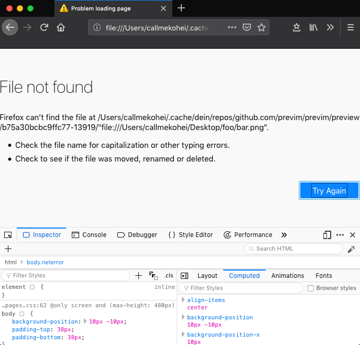 Problem loading page
file:///Users/callmekohei/.cache
File not found
Firefox can't find the file at /Users/callmekohei/.cache/dein/repos/github.com/previm/previm/preview
/b75a30bcbc9ffc77-13919/"file:///Users/callmekohei/Desktop/foo/bar.png".
Check the file name for capitalization or other typing errors.
Check to see if the file was moved, renamed or deleted.
Try Again
Inspector Console Debugger {} Style Editor Performance
+ Search HTML
html > body.neterror
Filter Styles + .cls Layout Computed Animations Fonts
element { inline
}
Filter Styles Browser styles
…pages.css:62 @only screen and (max-height: 480px)
body {
background-position: 10px -10px;
padding-top: 38px;
padding-bottom: 38px;
align-items
center
background-position
10px -10px
background-position-x
10px